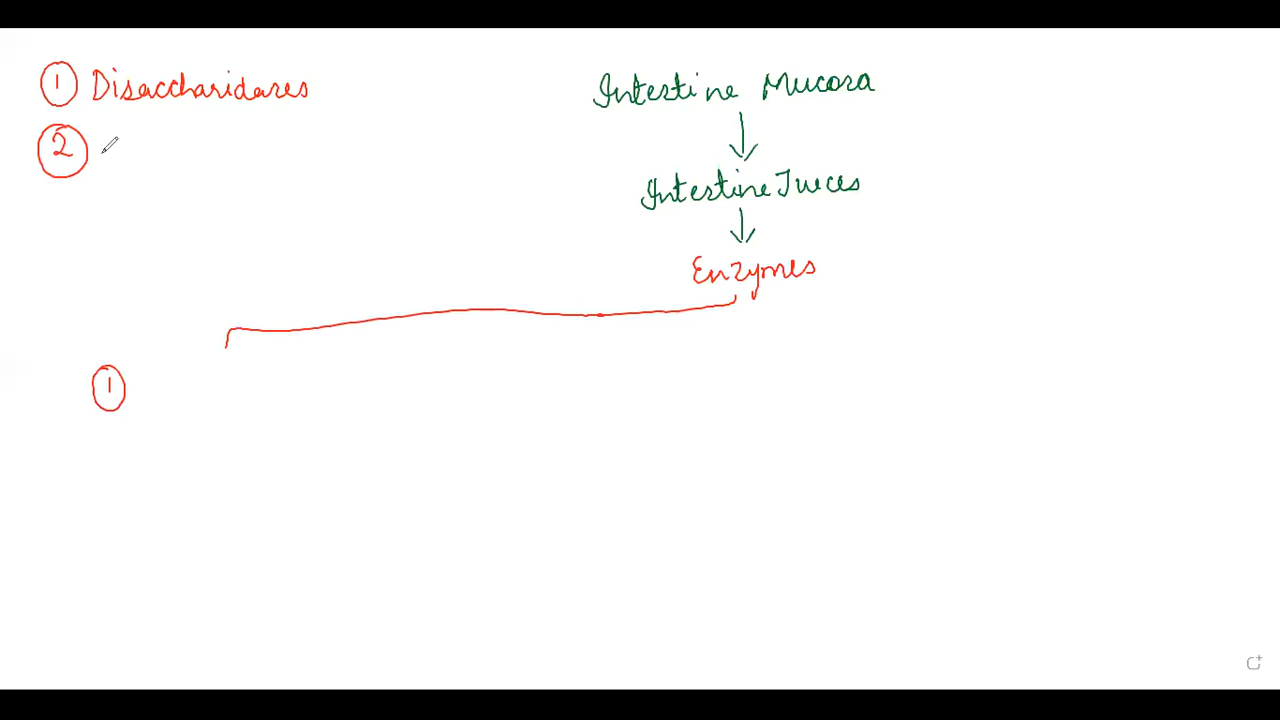 ① Disaccharidases
②
Intestine Mucosa
Intestine Juices
Enzymes
①